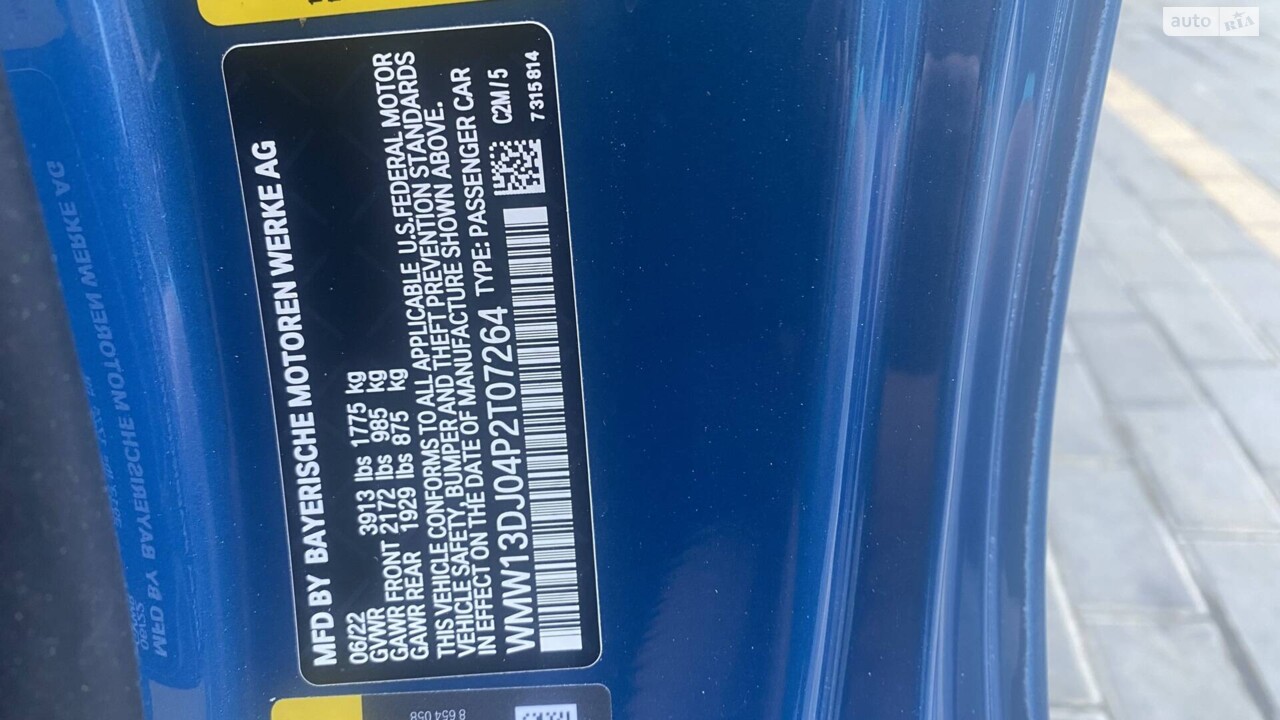 MFD.BY BAYERISCHE MOTOREN WERKE AG
06/22
GVWR 3913 lbs 1775 kg
GAWR FRONT 2172 lbs 985 kg
GAWR REAR 1929 lbs 875 kg
THIS VEHICLE CONFORMS TO ALL APPLICABLE U.S.FEDERAL MOTOR
VEHICLE SAFETY, BUMPER AND THEFT PREVENTION STANDARDS
IN EFFECT ON THE DATE OF MANUFACTURE SHOWN ABOVE.
WMW13DJ04P2T07264 TYPE: PASSENGER CAR
C2M/5
7315814
8 654 058
auto RIA